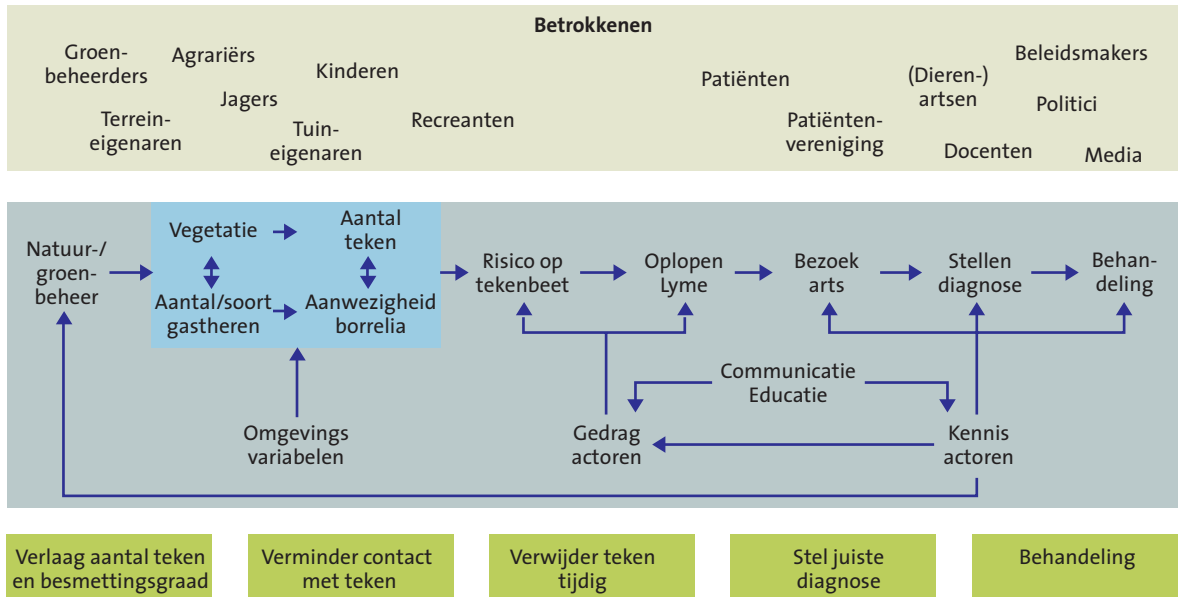 Betrokkenen
Groen-
beheerders
Agrariërs
Kinderen
Jagers
Terrein-
eigenaren
Tuin-
eigenaren
Recreanten
Patiënten
Patiënten-
vereniging
(Dieren-)
artsen
Beleidsmakers
Politici
Docenten
Media
Natuur-/
groen-
beheer
Vegetatie
Aantal
teken
Aantal/soort
gastheren
Aanwezigheid
borrelia
Risico op
tekenbeet
Oplopen
Lyme
Bezoek
arts
Stellen
diagnose
Behan-
deling
Communicatie
Educatie
Omgevings
variabelen
Gedrag
actoren
Kennis
actoren
Verlaag aantal teken
en besmettingsgraad
Verminder contact
met teken
Verwijder teken
tijdig
Stel juiste
diagnose
Behandeling